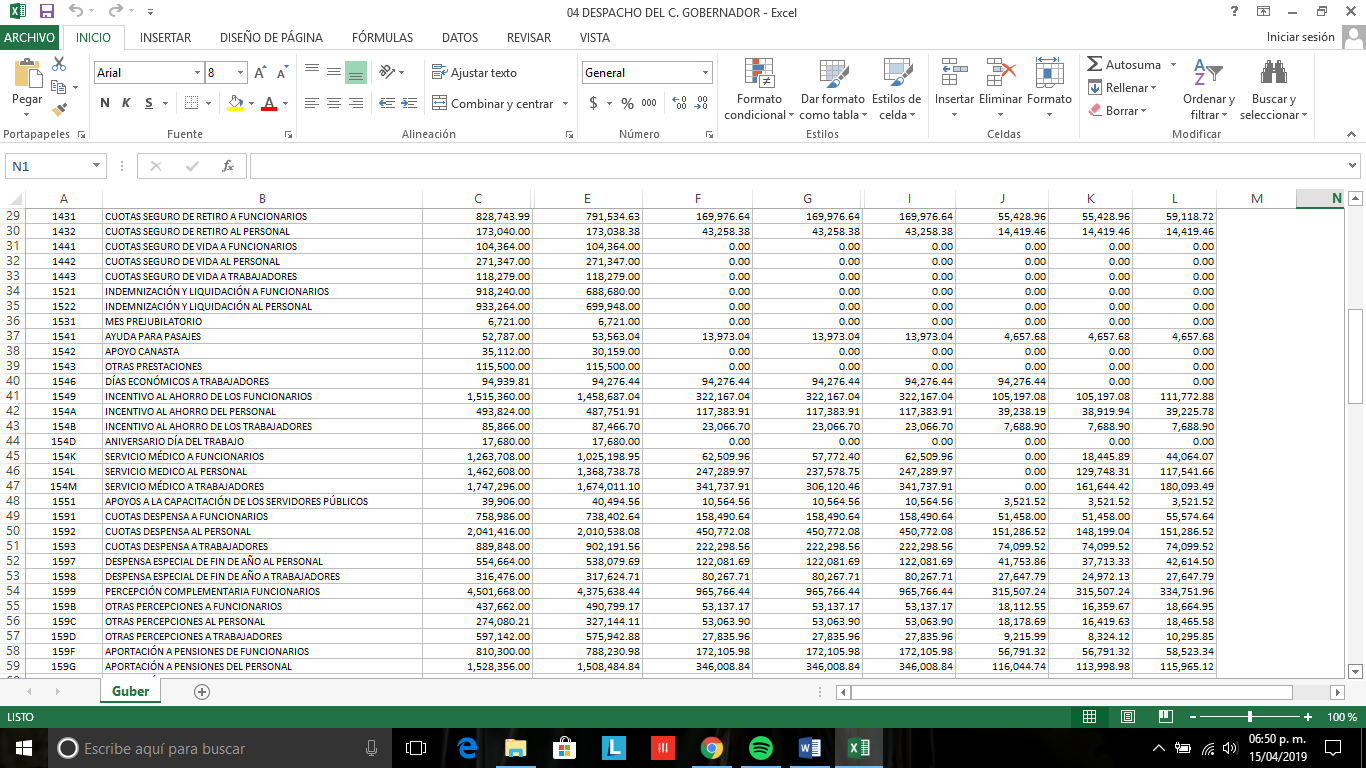 04 DESPACHO DEL C. GOBERNADOR - Excel
ARCHIVO INICIO INSERTAR DISEÑO DE PÁGINA FÓRMULAS DATOS REVISAR VISTA Iniciar sesión
Pegar Arial 8 Ajustar texto General Formato condicional Dar formato como tabla Estilos de celda Insertar Eliminar Formato Autosuma Rellenar Borrar Ordenar y filtrar Buscar y seleccionar
N K S A A A Combinar y centrar $ % 000
Portapapeles Fuente Alineación Número Estilos Celdas Modificar
N1 fx
A B C E F G I J K L M N
29 1431 CUOTAS SEGURO DE RETIRO A FUNCIONARIOS 828,743.99 791,534.63 169,976.64 169,976.64 169,976.64 55,428.96 55,428.96 59,118.72
30 1432 CUOTAS SEGURO DE RETIRO AL PERSONAL 173,040.00 173,038.38 43,258.38 43,258.38 43,258.38 14,419.46 14,419.46 14,419.46
31 1441 CUOTAS SEGURO DE VIDA A FUNCIONARIOS 104,364.00 104,364.00 0.00 0.00 0.00 0.00 0.00 0.00
32 1442 CUOTAS SEGURO DE VIDA AL PERSONAL 271,347.00 271,347.00 0.00 0.00 0.00 0.00 0.00 0.00
33 1443 CUOTAS SEGURO DE VIDA A TRABAJADORES 118,279.00 118,279.00 0.00 0.00 0.00 0.00 0.00 0.00
34 1521 INDEMNIZACIÓN Y LIQUIDACIÓN A FUNCIONARIOS 918,240.00 688,680.00 0.00 0.00 0.00 0.00 0.00 0.00
35 1522 INDEMNIZACIÓN Y LIQUIDACIÓN AL PERSONAL 933,264.00 699,948.00 0.00 0.00 0.00 0.00 0.00 0.00
36 1531 MES PREJUBILATORIO 6,721.00 6,721.00 0.00 0.00 0.00 0.00 0.00 0.00
37 1541 AYUDA PARA PASAJES 52,787.00 53,563.04 13,973.04 13,973.04 13,973.04 4,657.68 4,657.68 4,657.68
38 1542 APOYO CANASTA 35,112.00 30,159.00 0.00 0.00 0.00 0.00 0.00 0.00
39 1543 OTRAS PRESTACIONES 115,500.00 115,500.00 0.00 0.00 0.00 0.00 0.00 0.00
40 1546 DÍAS ECONÓMICOS A TRABAJADORES 94,939.81 94,276.44 94,276.44 94,276.44 94,276.44 94,276.44 0.00 0.00
41 1549 INCENTIVO AL AHORRO DE LOS FUNCIONARIOS 1,515,360.00 1,458,687.04 322,167.04 322,167.04 322,167.04 105,197.08 105,197.08 111,772.88
42 154A INCENTIVO AL AHORRO DEL PERSONAL 493,824.00 487,751.91 117,383.91 117,383.91 117,383.91 39,238.19 38,919.94 39,225.78
43 154B INCENTIVO AL AHORRO DE LOS TRABAJADORES 85,866.00 87,466.70 23,066.70 23,066.70 23,066.70 7,688.90 7,688.90 7,688.90
44 154D ANIVERSARIO DÍA DEL TRABAJO 17,680.00 17,680.00 0.00 0.00 0.00 0.00 0.00 0.00
45 154K SERVICIO MÉDICO A FUNCIONARIOS 1,263,708.00 1,025,198.95 62,509.96 57,772.40 62,509.96 0.00 18,445.89 44,064.07
46 154L SERVICIO MEDICO AL PERSONAL 1,462,608.00 1,368,738.78 247,289.97 237,578.75 247,289.97 0.00 129,748.31 117,541.66
47 154M SERVICIO MÉDICO A TRABAJADORES 1,747,296.00 1,674,011.10 341,737.91 306,120.46 341,737.91 0.00 161,644.42 180,093.49
48 1551 APOYOS A LA CAPACITACIÓN DE LOS SERVIDORES PÚBLICOS 39,906.00 40,494.56 10,564.56 10,564.56 10,564.56 3,521.52 3,521.52 3,521.52
49 1591 CUOTAS DESPENSA A FUNCIONARIOS 758,986.00 738,402.64 158,490.64 158,490.64 158,490.64 51,458.00 51,458.00 55,574.64
50 1592 CUOTAS DESPENSA AL PERSONAL 2,041,416.00 2,010,538.08 450,772.08 450,772.08 450,772.08 151,286.52 148,199.04 151,286.52
51 1593 CUOTAS DESPENSA A TRABAJADORES 889,848.00 902,191.56 222,298.56 222,298.56 222,298.56 74,099.52 74,099.52 74,099.52
52 1597 DESPENSA ESPECIAL DE FIN DE AÑO AL PERSONAL 554,664.00 538,079.69 122,081.69 122,081.69 122,081.69 41,753.86 37,713.33 42,614.50
53 1598 DESPENSA ESPECIAL DE FIN DE AÑO A TRABAJADORES 316,476.00 317,624.71 80,267.71 80,267.71 80,267.71 27,647.79 24,972.13 27,647.79
54 1599 PERCEPCIÓN COMPLEMENTARIA FUNCIONARIOS 4,501,668.00 4,375,638.44 965,766.44 965,766.44 965,766.44 315,507.24 315,507.24 334,751.96
55 159B OTRAS PERCEPCIONES A FUNCIONARIOS 437,662.00 490,799.17 53,137.17 53,137.17 53,137.17 18,112.55 16,359.67 18,664.95
56 159C OTRAS PERCEPCIONES AL PERSONAL 274,080.21 327,144.11 53,063.90 53,063.90 53,063.90 18,178.69 16,419.63 18,465.58
57 159D OTRAS PERCEPCIONES A TRABAJADORES 597,142.00 575,942.88 27,835.96 27,835.96 27,835.96 9,215.99 8,324.12 10,295.85
58 159F APORTACIÓN A PENSIONES DE FUNCIONARIOS 810,300.00 788,230.98 172,105.98 172,105.98 172,105.98 56,791.32 56,791.32 58,523.34
59 159G APORTACIÓN A PENSIONES DEL PERSONAL 1,528,356.00 1,508,484.84 346,008.84 346,008.84 346,008.84 116,044.74 113,998.98 115,965.12
Guber
LISTO 100 %
Escribe aquí para buscar 06:50 p. m.
15/04/2019